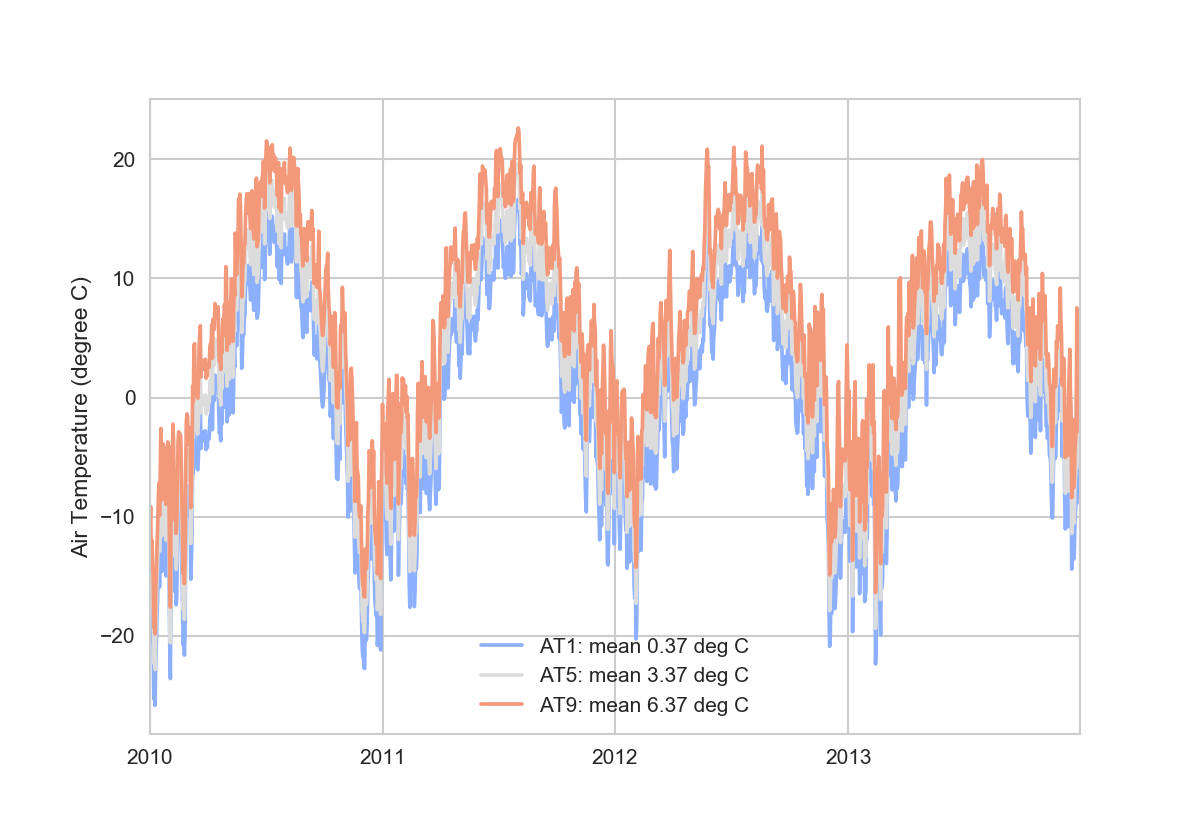 20
10
0
−10
−20
Air Temperature (degree C)
AT1: mean 0.37 deg C
AT5: mean 3.37 deg C
AT9: mean 6.37 deg C
2010 2011 2012 2013